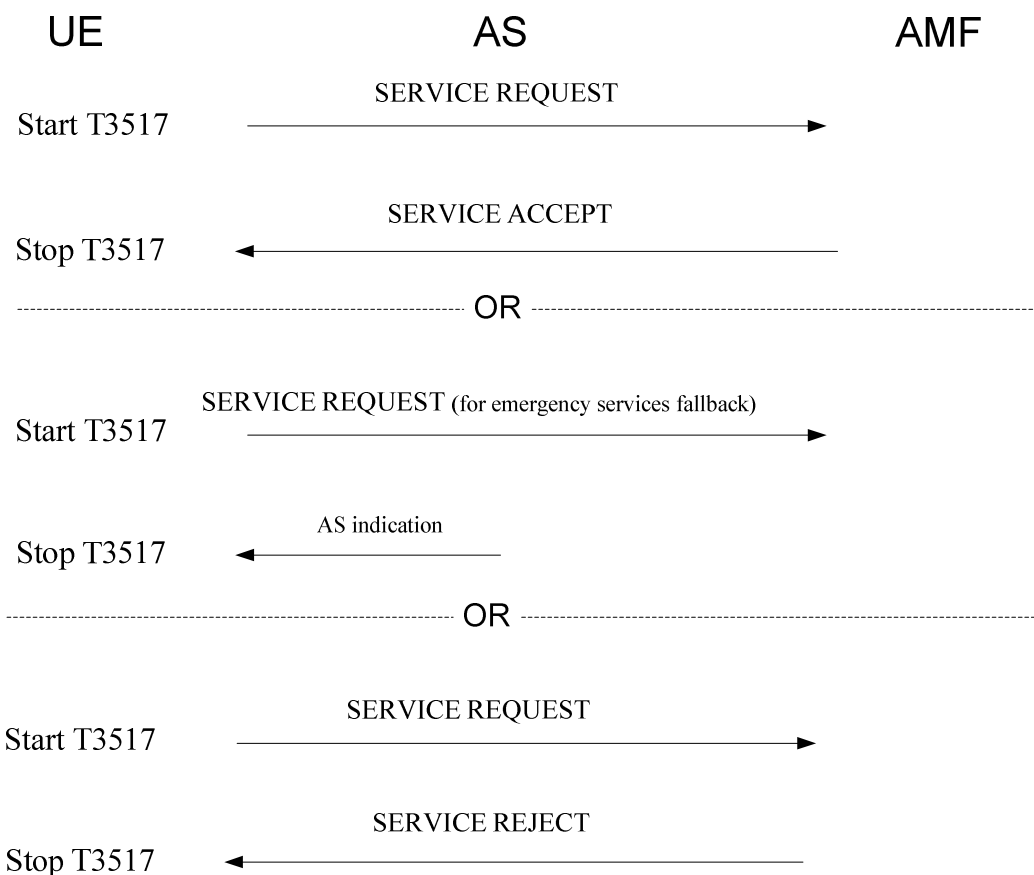 UE AS AMF
SERVICE REQUEST
Start T3517
SERVICE ACCEPT
Stop T3517
OR
SERVICE REQUEST (for emergency services fallback)
Start T3517
AS indication
Stop T3517
OR
SERVICE REQUEST
Start T3517
SERVICE REJECT
Stop T3517